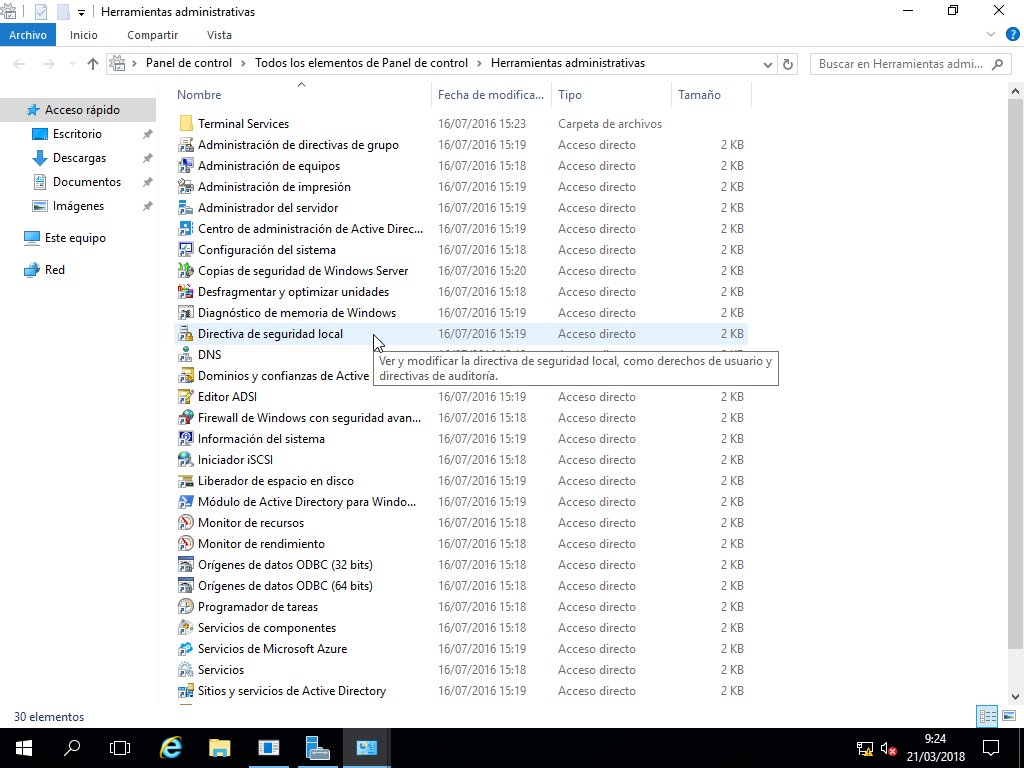 Herramientas administrativas
Archivo Inicio Compartir Vista
Panel de control Todos los elementos de Panel de control Herramientas administrativas Buscar en Herramientas admi...
Nombre Fecha de modifica... Tipo Tamaño
Acceso rápido
Escritorio
Descargas
Documentos
Imágenes
Este equipo
Red
Terminal Services 16/07/2016 15:23 Carpeta de archivos
Administración de directivas de grupo 16/07/2016 15:19 Acceso directo 2 KB
Administración de equipos 16/07/2016 15:18 Acceso directo 2 KB
Administración de impresión 16/07/2016 15:19 Acceso directo 2 KB
Administrador del servidor 16/07/2016 15:19 Acceso directo 2 KB
Centro de administración de Active Direc... 16/07/2016 15:19 Acceso directo 2 KB
Configuración del sistema 16/07/2016 15:18 Acceso directo 2 KB
Copias de seguridad de Windows Server 16/07/2016 15:20 Acceso directo 2 KB
Desfragmentar y optimizar unidades 16/07/2016 15:18 Acceso directo 2 KB
Diagnóstico de memoria de Windows 16/07/2016 15:19 Acceso directo 2 KB
Directiva de seguridad local 16/07/2016 15:19 Acceso directo 2 KB
DNS
Ver y modificar la directiva de seguridad local, como derechos de usuario y
directivas de auditoría.
Dominios y confianzas de Active
Editor ADSI 16/07/2016 15:19 Acceso directo 2 KB
Firewall de Windows con seguridad avan... 16/07/2016 15:18 Acceso directo 2 KB
Información del sistema 16/07/2016 15:19 Acceso directo 2 KB
Iniciador iSCSI 16/07/2016 15:18 Acceso directo 2 KB
Liberador de espacio en disco 16/07/2016 15:19 Acceso directo 2 KB
Módulo de Active Directory para Windo... 16/07/2016 15:19 Acceso directo 2 KB
Monitor de recursos 16/07/2016 15:18 Acceso directo 2 KB
Monitor de rendimiento 16/07/2016 15:18 Acceso directo 2 KB
Orígenes de datos ODBC (32 bits) 16/07/2016 15:18 Acceso directo 2 KB
Orígenes de datos ODBC (64 bits) 16/07/2016 15:18 Acceso directo 2 KB
Programador de tareas 16/07/2016 15:18 Acceso directo 2 KB
Servicios de componentes 16/07/2016 15:18 Acceso directo 2 KB
Servicios de Microsoft Azure 16/07/2016 15:19 Acceso directo 2 KB
Servicios 16/07/2016 15:18 Acceso directo 2 KB
Sitios y servicios de Active Directory 16/07/2016 15:19 Acceso directo 2 KB
30 elementos
9:24
21/03/2018